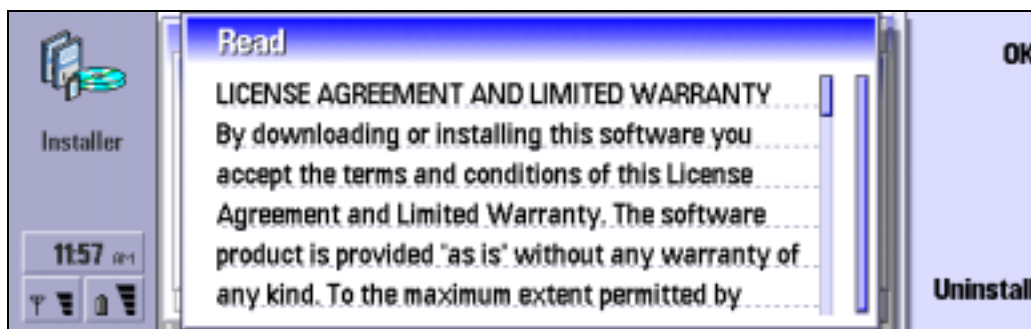 Read
LICENSE AGREEMENT AND LIMITED WARRANTY
By downloading or installing this software you
accept the terms and conditions of this License
Agreement and Limited Warranty. The software
product is provided "as is" without any warranty of
any kind. To the maximum extent permitted by
Installer
11:57 AM
OK
Uninstall